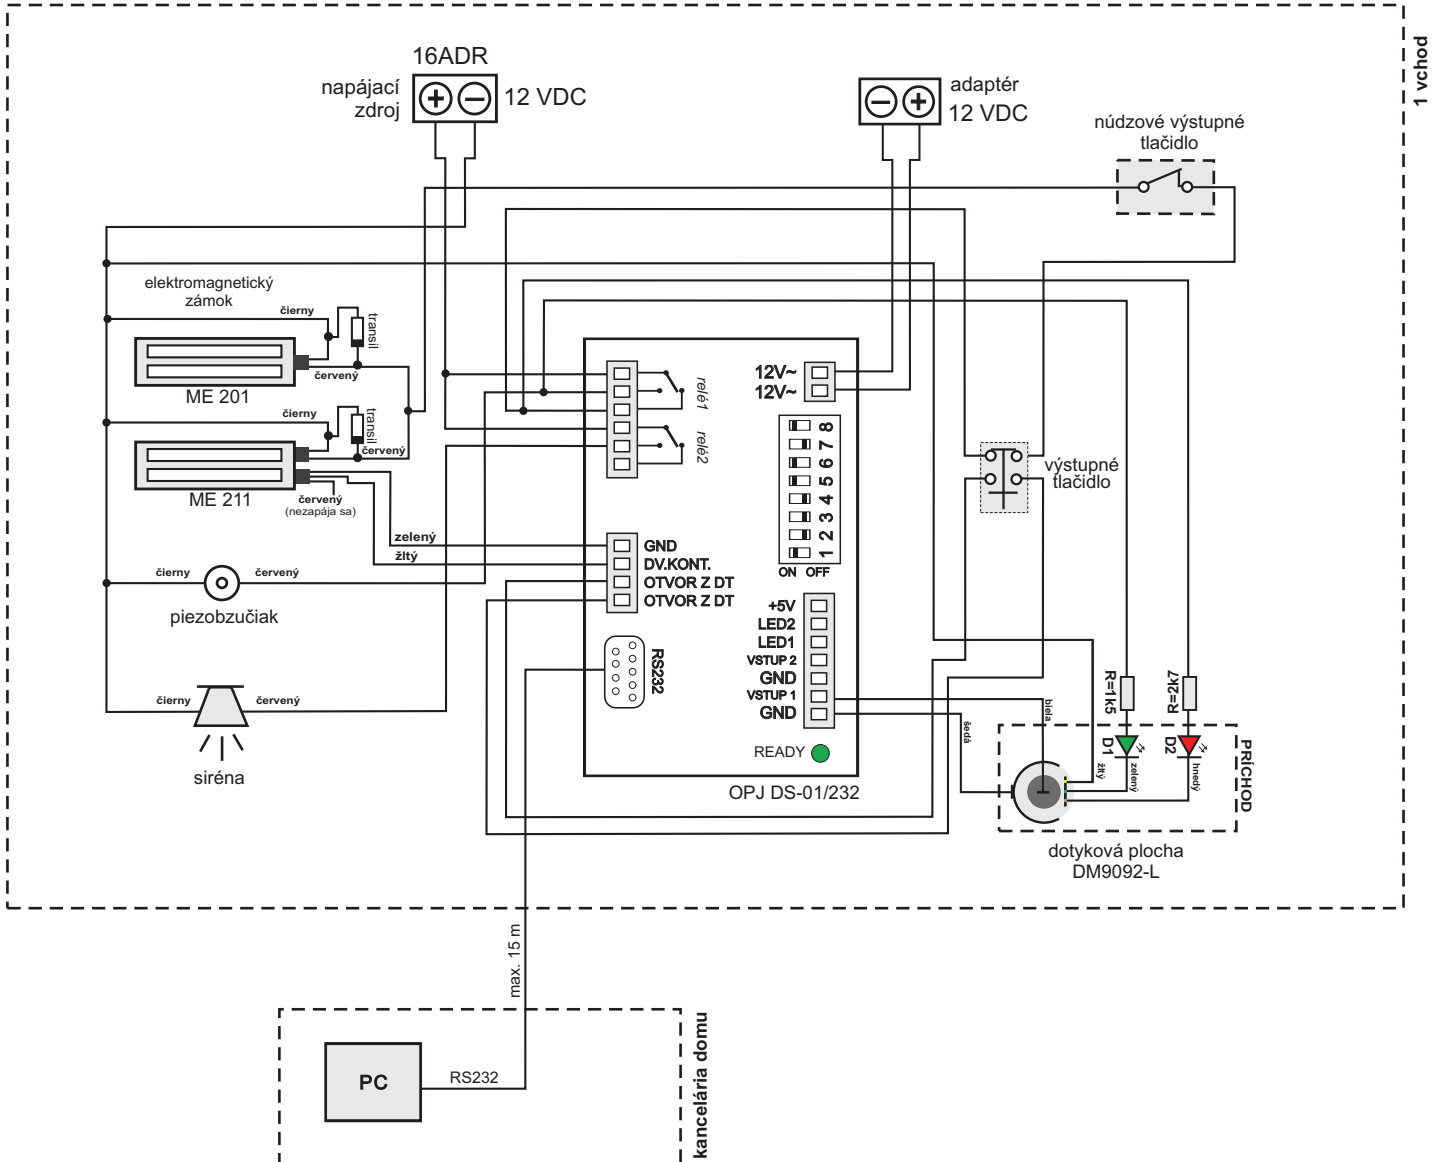 16ADR
napájací
zdroj
12 VDC
adaptér
12 VDC
núdzové výstupné
tlačidlo
1 vchod
elektromagnetický
zámok
čierny
transil
červený
ME 201
čierny
transil
červený
ME 211
červený
(nezapája sa)
zelený
žltý
čierny
červený
piezobzučiak
čierny
červený
siréna
relé1
relé2
12V~
12V~
8
7
6
5
4
3
2
1
ON OFF
GND
DV.KONT.
OTVOR Z DT
OTVOR Z DT
RS232
+5V
LED2
LED1
VSTUP 2
GND
VSTUP 1
GND
READY
OPJ DS-01/232
výstupné
tlačidlo
biela
šedá
R=1k5
R=2k7
D1
D2
žltý
zelený
hnedý
PRÍCHOD
dotyková plocha
DM9092-L
max. 15 m
PC
RS232
kancelária domu